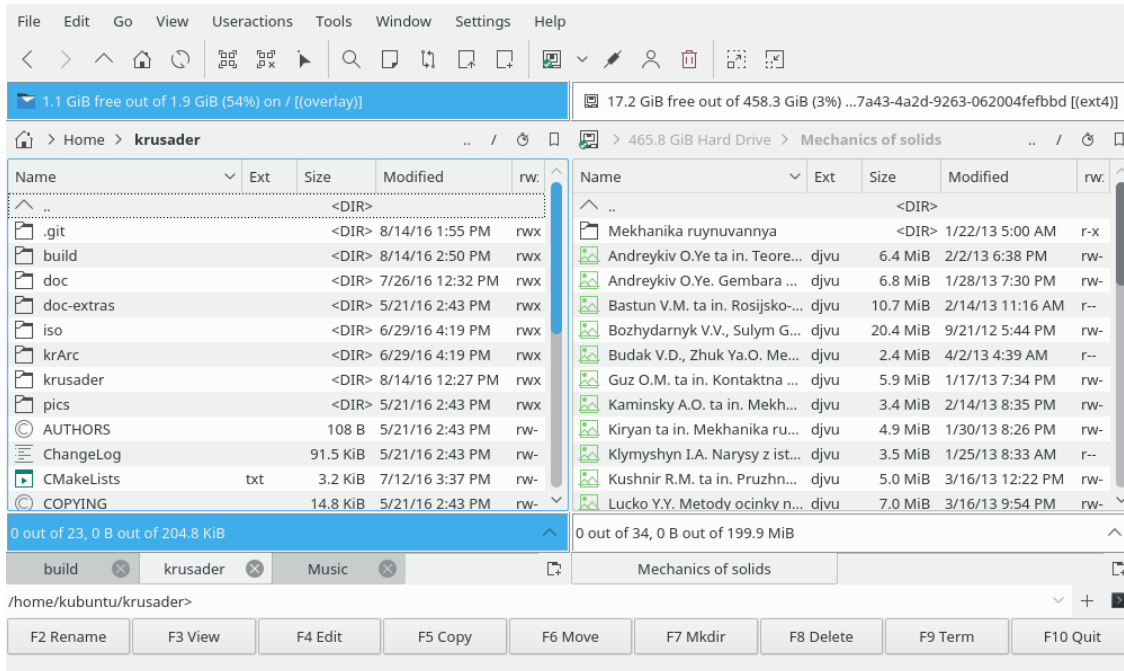 File Edit Go View Useractions Tools Window Settings Help
1.1 GiB free out of 1.9 GiB (54%) on / [(overlay)]
17.2 GiB free out of 458.3 GiB (3%) ...7a43-4a2d-9263-062004fefbbd [(ext4)]
> Home > krusader .. /
> 465.8 GiB Hard Drive > Mechanics of solids .. /
Name Ext Size Modified rw:
.. <DIR>
.git <DIR> 8/14/16 1:55 PM rwx
build <DIR> 8/14/16 2:50 PM rwx
doc <DIR> 7/26/16 12:32 PM rwx
doc-extras <DIR> 5/21/16 2:43 PM rwx
iso <DIR> 6/29/16 4:19 PM rwx
krArc <DIR> 6/29/16 4:19 PM rwx
krusader <DIR> 8/14/16 12:27 PM rwx
pics <DIR> 5/21/16 2:43 PM rwx
AUTHORS 108 B 5/21/16 2:43 PM rw-
ChangeLog 91.5 KiB 5/21/16 2:43 PM rw-
CMakeLists txt 3.2 KiB 7/12/16 3:37 PM rw-
COPYING 14.8 KiB 5/21/16 2:43 PM rw-
Name Ext Size Modified rw:
.. <DIR>
Mekhanika ruynuvannya <DIR> 1/22/13 5:00 AM r-x
Andreykiv O.Ye ta in. Teore... djvu 6.4 MiB 2/2/13 6:38 PM rw-
Andreykiv O.Ye. Gembara ... djvu 6.8 MiB 1/28/13 7:30 PM rw-
Bastun V.M. ta in. Rosijsko-... djvu 10.7 MiB 2/14/13 11:16 AM r--
Bozhydarnyk V.V., Sulym G... djvu 20.4 MiB 9/21/12 5:44 PM rw-
Budak V.D., Zhuk Ya.O. Me... djvu 2.4 MiB 4/2/13 4:39 AM r--
Guz O.M. ta in. Kontaktna ... djvu 5.9 MiB 1/17/13 7:34 PM rw-
Kaminsky A.O. ta in. Mekh... djvu 3.4 MiB 2/14/13 8:35 PM rw-
Kiryan ta in. Mekhanika ru... djvu 4.9 MiB 1/30/13 8:26 PM rw-
Klymyshyn I.A. Narysy z ist... djvu 3.5 MiB 1/25/13 8:33 AM r--
Kushnir R.M. ta in. Pruzhn... djvu 5.0 MiB 3/16/13 12:22 PM rw-
Lucko Y.Y. Metody ocinky n... djvu 7.0 MiB 3/16/13 9:54 PM rw-
0 out of 23, 0 B out of 204.8 KiB
0 out of 34, 0 B out of 199.9 MiB
build krusader Music
Mechanics of solids
/home/kubuntu/krusader>
F2 Rename F3 View F4 Edit F5 Copy F6 Move F7 Mkdir F8 Delete F9 Term F10 Quit